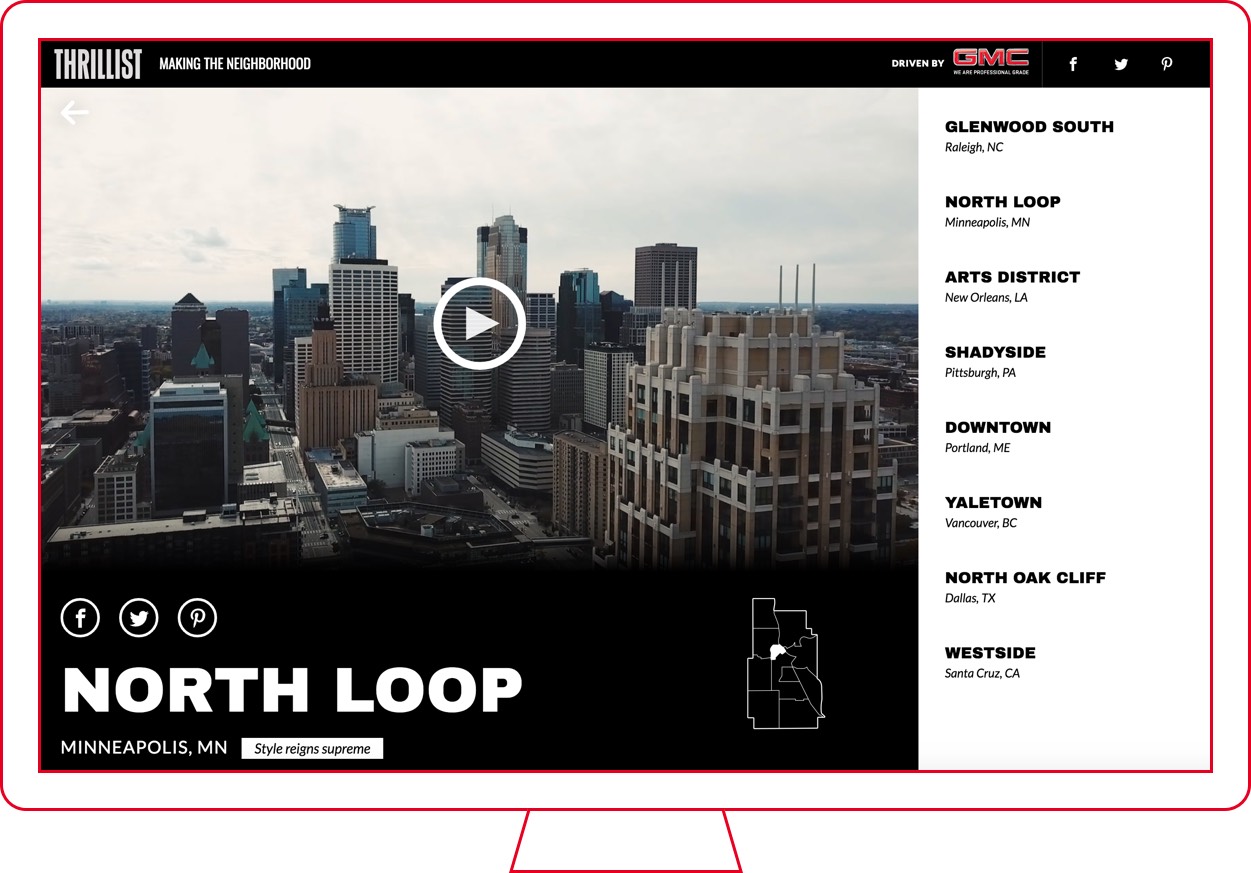 THRILLIST
MAKING THE NEIGHBORHOOD
DRIVEN BY
GMC
WE ARE PROFESSIONAL GRADE
GLENWOOD SOUTH
Raleigh, NC
NORTH LOOP
Minneapolis, MN
ARTS DISTRICT
New Orleans, LA
SHADYSIDE
Pittsburgh, PA
DOWNTOWN
Portland, ME
YALETOWN
Vancouver, BC
NORTH OAK CLIFF
Dallas, TX
WESTSIDE
Santa Cruz, CA
NORTH LOOP
MINNEAPOLIS, MN
Style reigns supreme